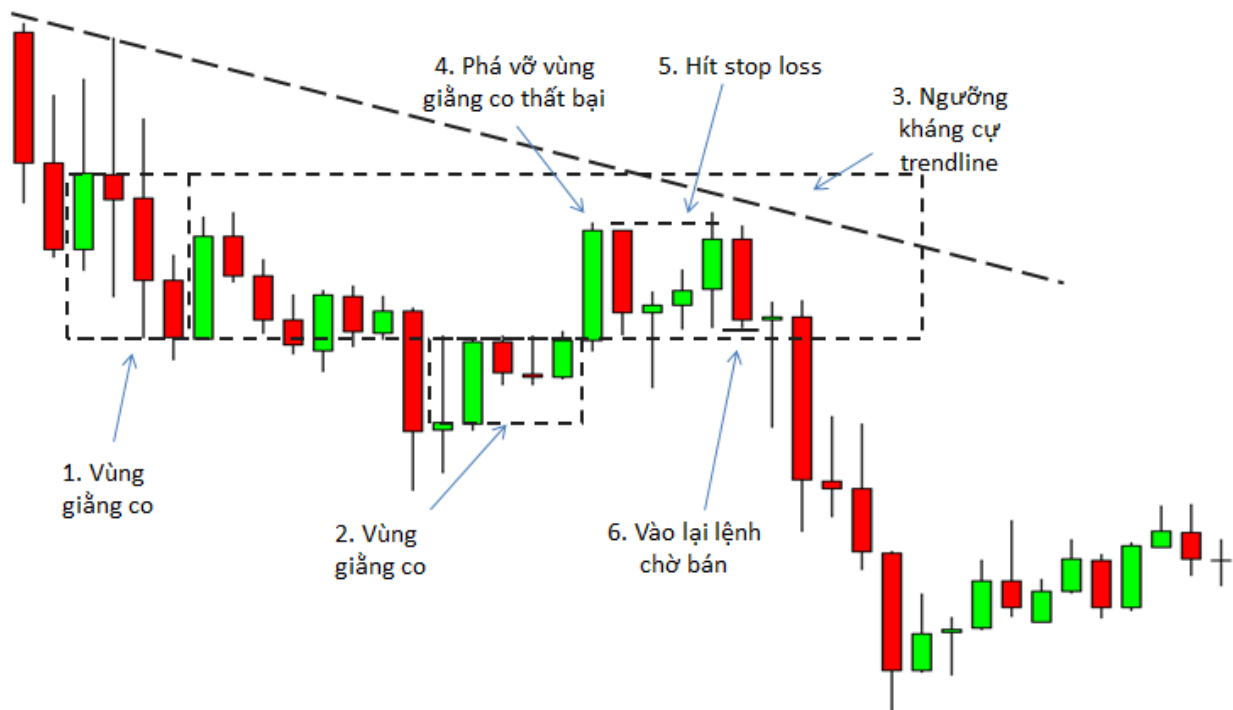 4. Phá vỡ vùng
giằng co thất bại
5. Hít stop loss
3. Ngưỡng
kháng cự
trendline
1. Vùng
giằng co
2. Vùng
giằng co
6. Vào lại lệnh
chờ bán